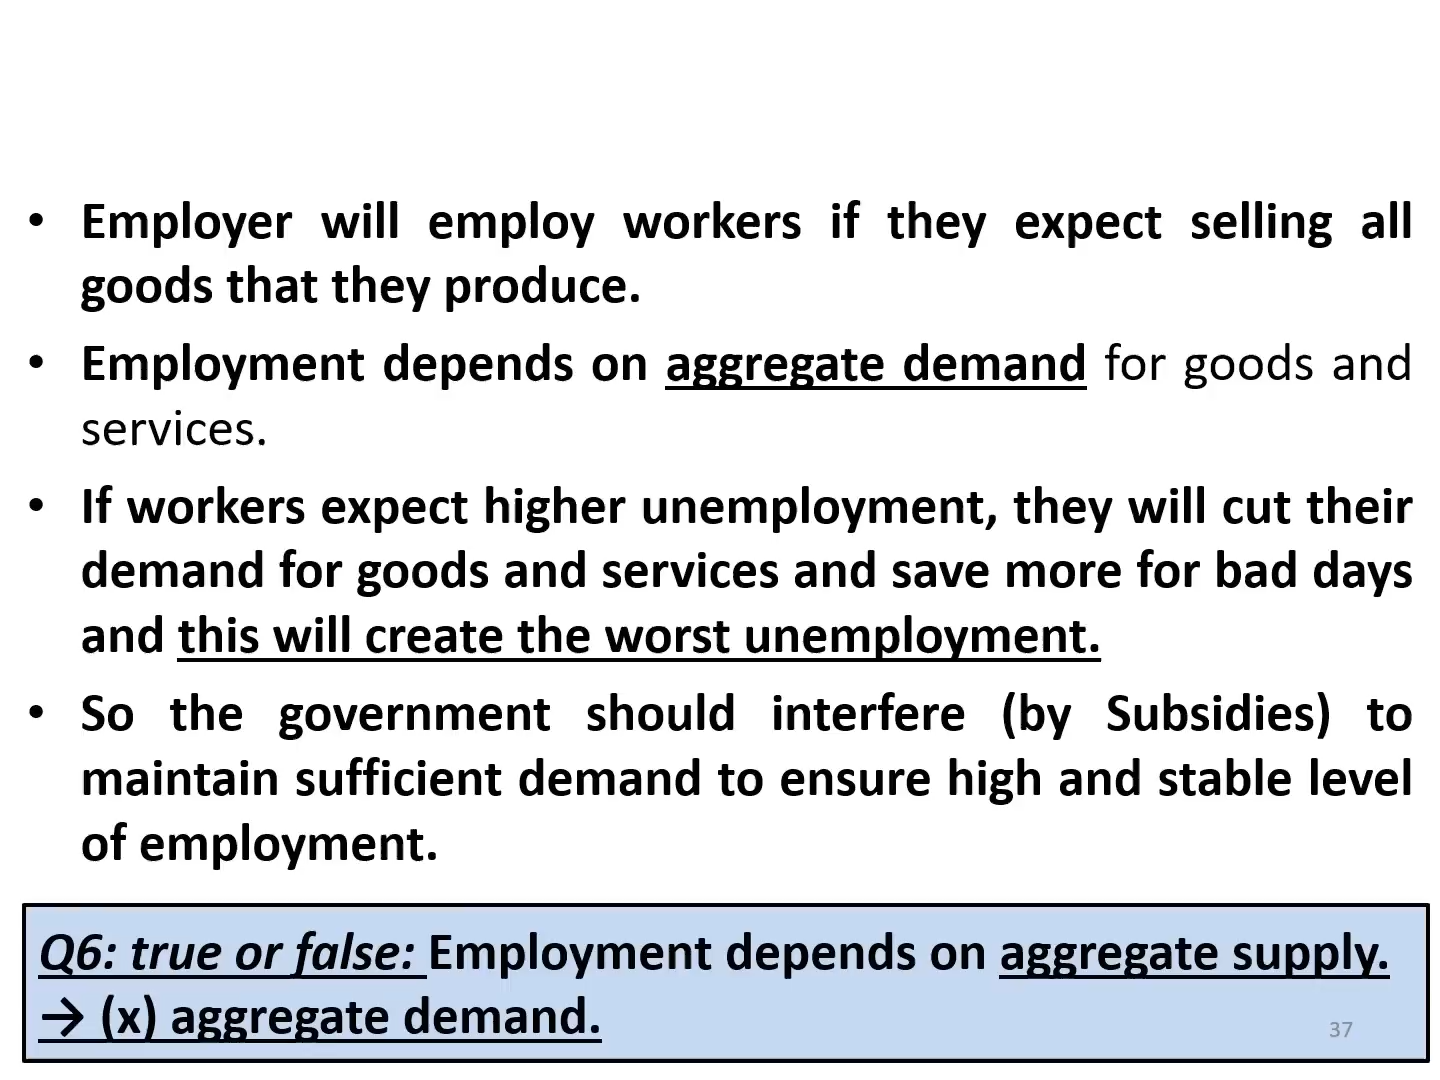 • Employer will employ workers if they expect selling all
goods that they produce.
• Employment depends on aggregate demand for goods and
services.
• If workers expect higher unemployment, they will cut their
demand for goods and services and save more for bad days
and this will create the worst unemployment.
• So the government should interfere (by Subsidies) to
maintain sufficient demand to ensure high and stable level
of employment.
Q6: true or false: Employment depends on aggregate supply.
→ (x) aggregate demand.
37